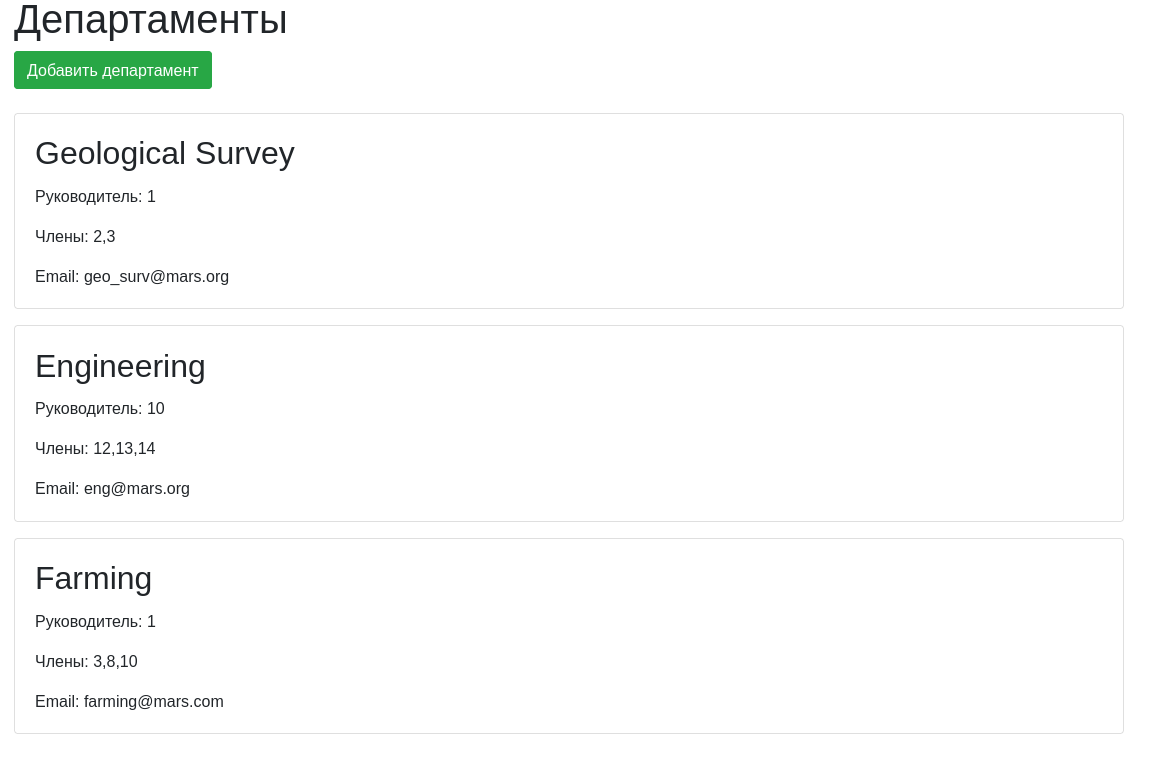 Департаменты
Добавить департамент
Geological Survey
Руководитель: 1
Члены: 2,3
Email: geo_surv@mars.org
Engineering
Руководитель: 10
Члены: 12,13,14
Email: eng@mars.org
Farming
Руководитель: 1
Члены: 3,8,10
Email: farming@mars.com